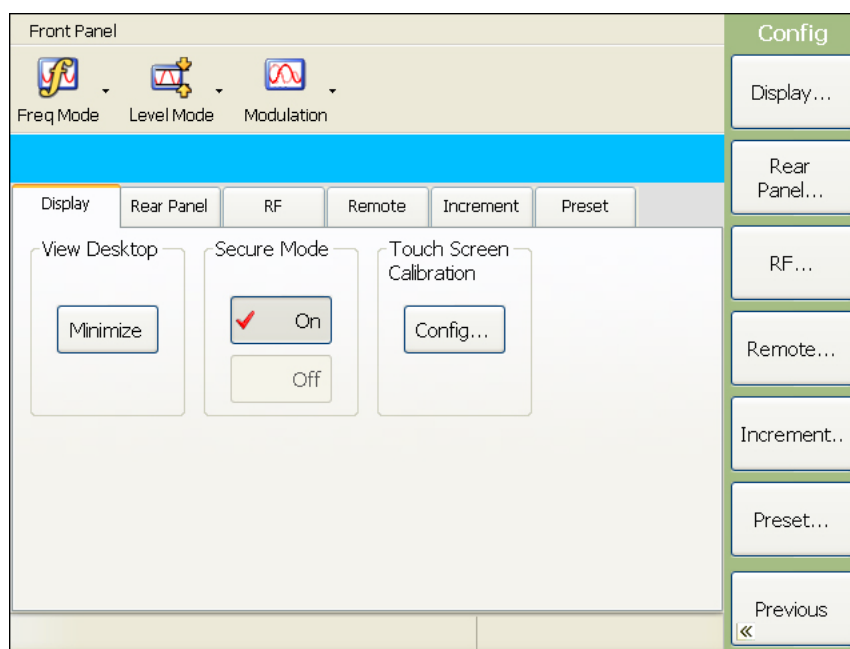 Front Panel
Freq Mode
Level Mode
Modulation
Display
Rear Panel
RF
Remote
Increment
Preset
View Desktop
Minimize
Secure Mode
On
Off
Touch Screen
Calibration
Config...
Config
Display...
Rear
Panel...
RF...
Remote...
Increment..
Preset...
Previous
«